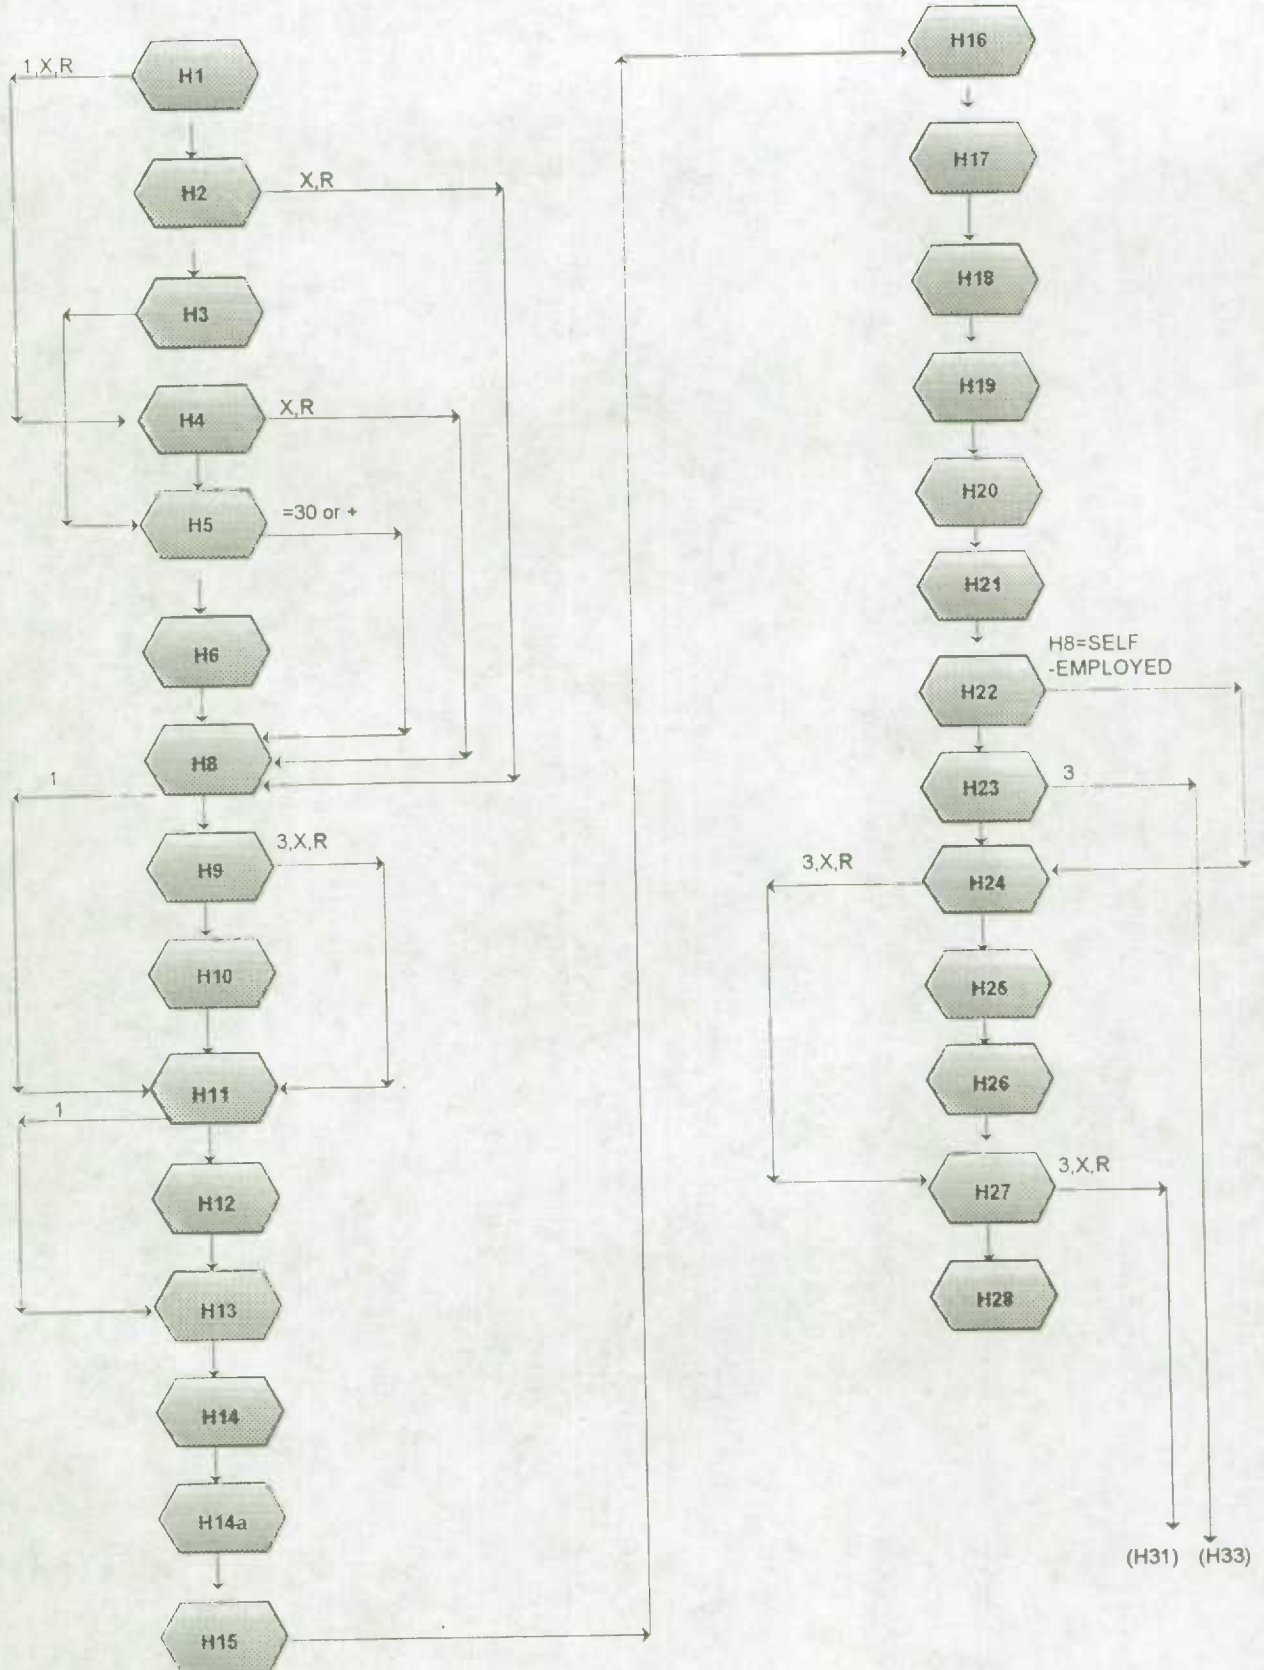 1,X,R
H1
H2
X,R
H3
H4
X,R
H5
=30 or +
H6
H8
1
H9
3,X,R
H10
H11
1
H12
H13
H14
H14a
H15
H16
H17
H18
H19
H20
H21
H8=SELF
-EMPLOYED
H22
H23
3
3,X,R
H24
H25
H26
H27
3,X,R
H28
(H31) (H33)